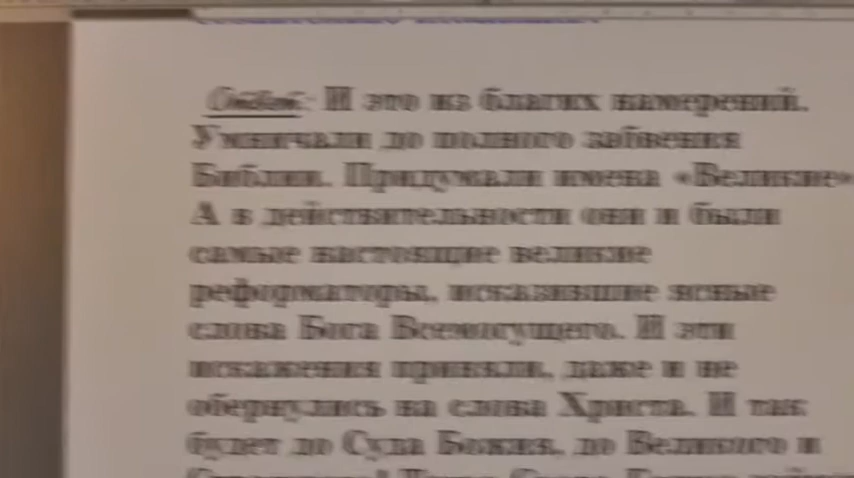 Ответ: И это из благих намерений.
Умничали до полного забвения
Библии. Придумали имена «Великие»
А в действительности они и были
самые настоящие великие
реформаторы, исказившие ясные
слова Бога Всемогущего. И эти
искажения приняли, даже и не
обернулись на слова Христа. И так
будет до Суда Божия, до Великого и